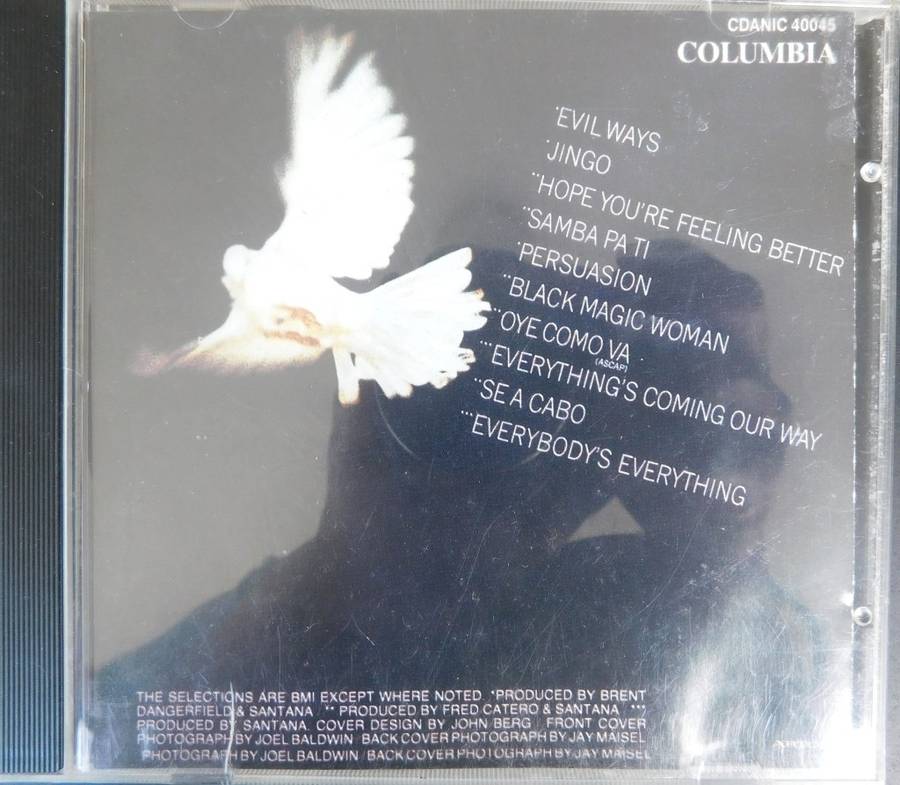 CDANIC 40045
COLUMBIA
*EVIL WAYS
*JINGO
**HOPE YOU'RE FEELING BETTER
**SAMBA PA TI
*PERSUASION
**BLACK MAGIC WOMAN
**OYE COMO VA
(ASCAP)
***EVERYTHING'S COMING OUR WAY
**SE A CABO
***EVERYBODY'S EVERYTHING
THE SELECTIONS ARE BMI EXCEPT WHERE NOTED. *PRODUCED BY BRENT
DANGERFIELD & SANTANA ** PRODUCED BY FRED CATERO & SANTANA ***
PRODUCED BY SANTANA COVER DESIGN BY JOHN BERG FRONT COVER
PHOTOGRAPH BY JOEL BALDWIN BACK COVER PHOTOGRAPH BY JAY MAISEL
PHOTOGRAPH BY JOEL BALDWIN BACK COVER PHOTOGRAPH BY JAY MAISEL